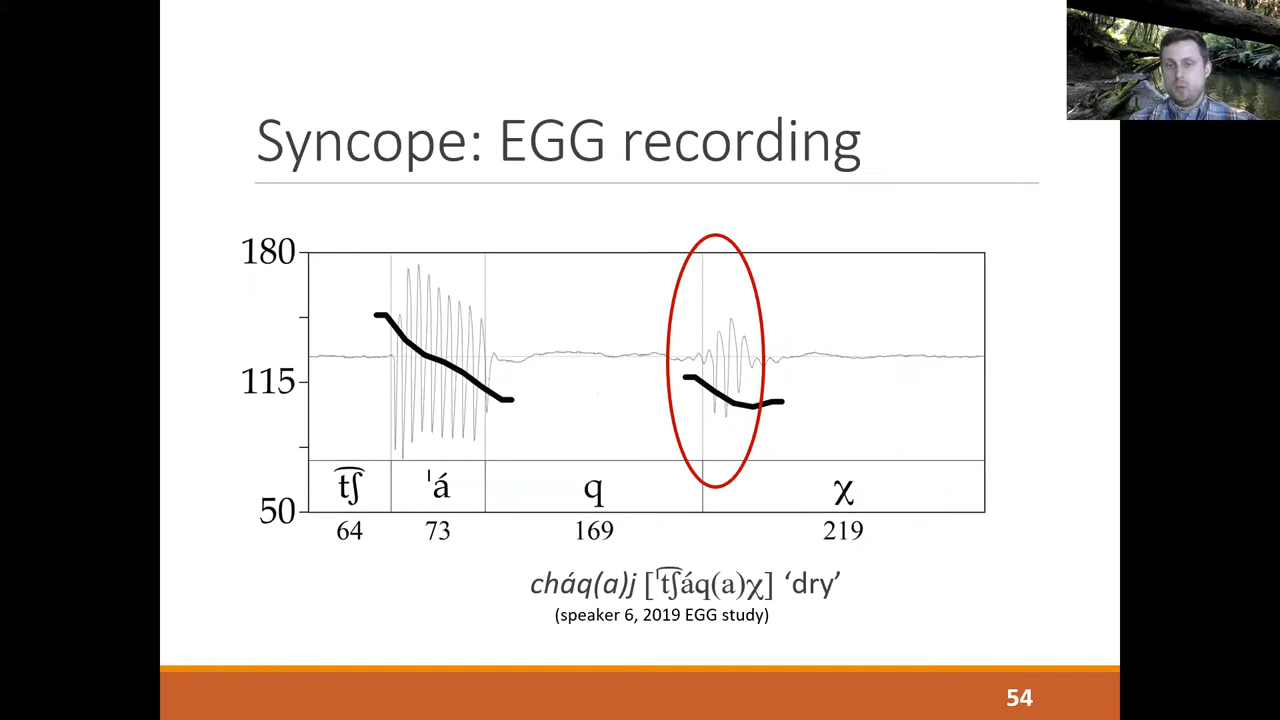 Syncope: EGG recording
180
115
50
t͡ʃ ˈá q χ
64 73 169 219
cháq(a)j [ˈt͡ʃáq(a)χ] ‘dry’
(speaker 6, 2019 EGG study)
54